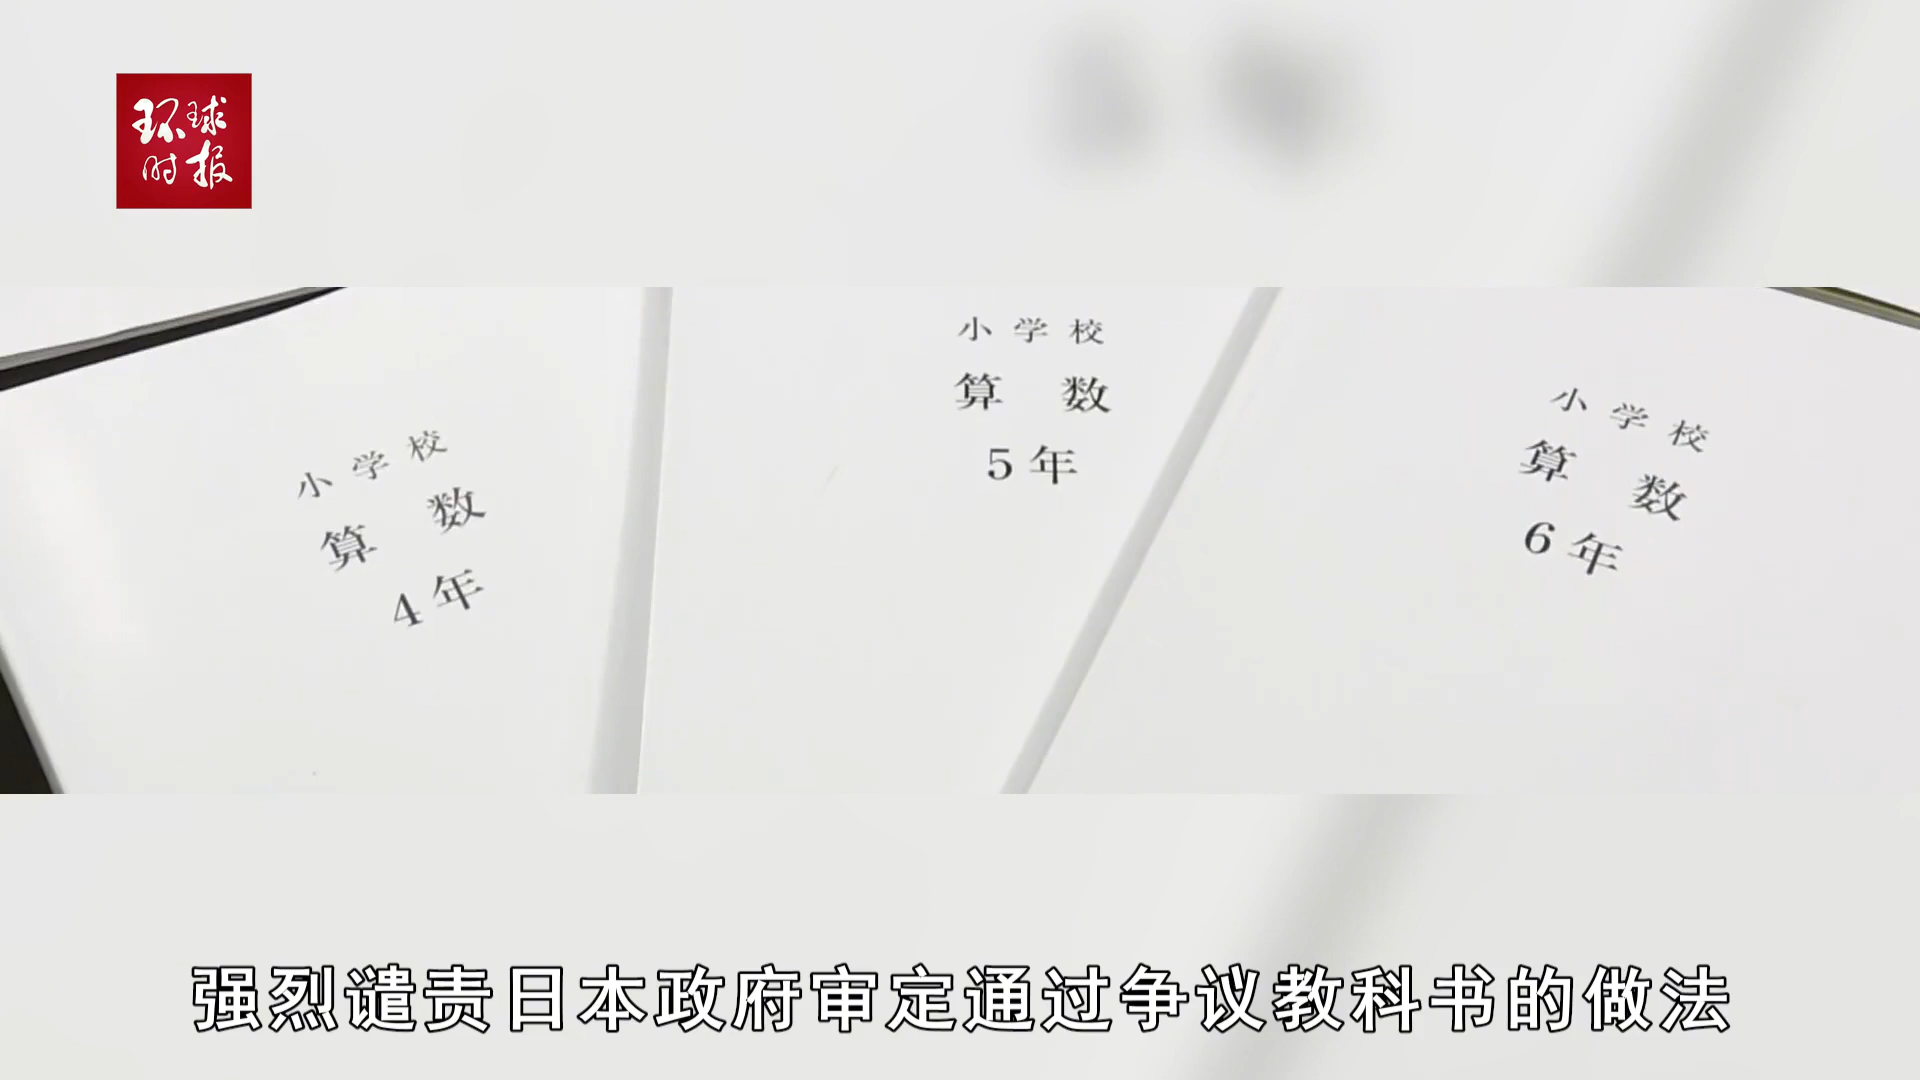 环球
时报
小学校
算数
4年
小学校
算数
5年
小学校
算数
6年
强烈谴责日本政府审定通过争议教科书的做法